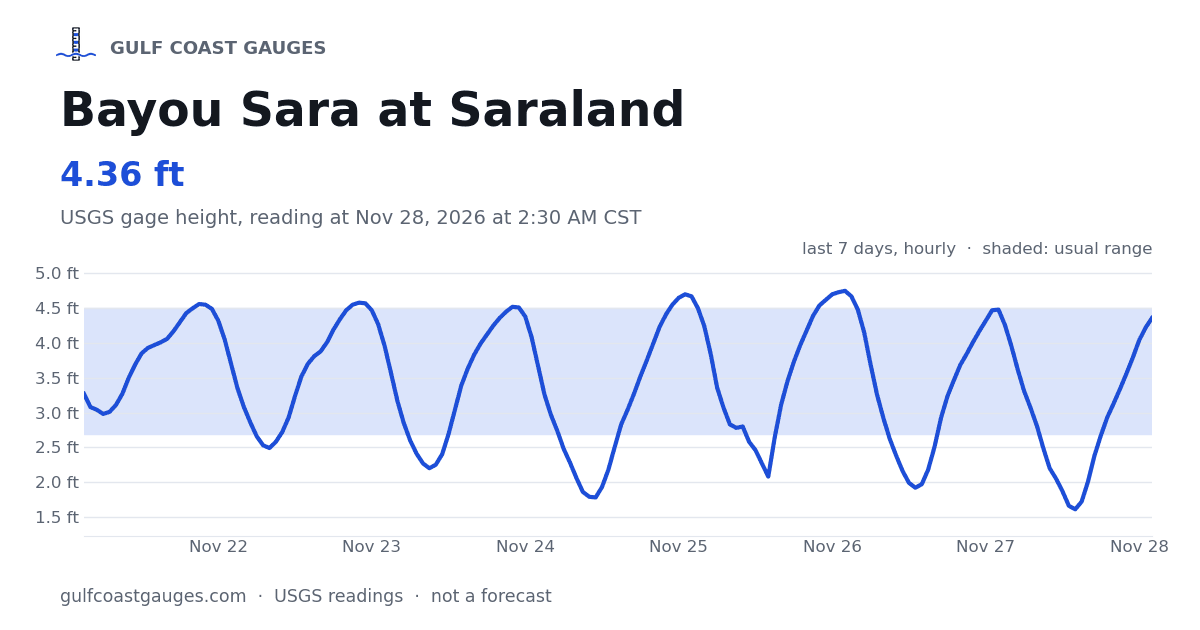 GULF COAST GAUGES
Bayou Sara at Saraland
4.36 ft
USGS gage height, reading at Nov 28, 2026 at 2:30 AM CST
last 7 days, hourly · shaded: usual range
5.0 ft
4.5 ft
4.0 ft
3.5 ft
3.0 ft
2.5 ft
2.0 ft
1.5 ft
Nov 22 Nov 23 Nov 24 Nov 25 Nov 26 Nov 27 Nov 28
gulfcoastgauges.com · USGS readings · not a forecast